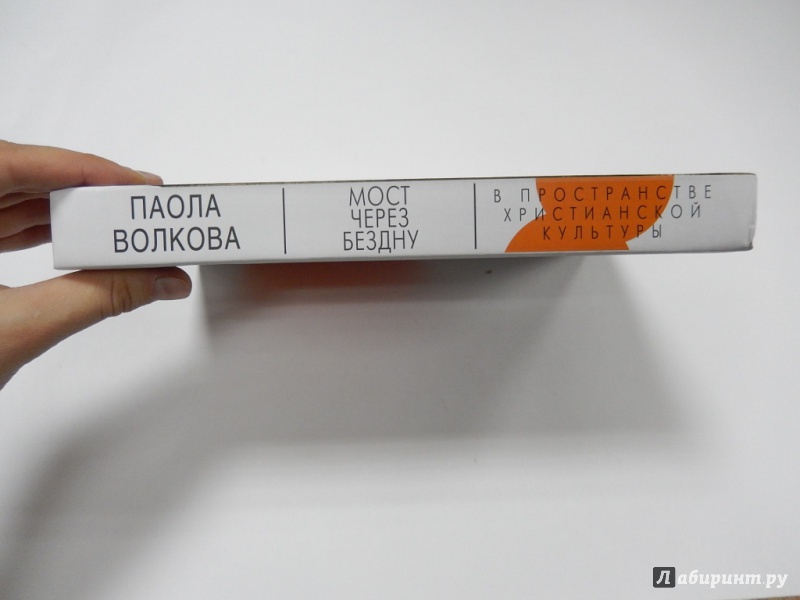 ПАОЛА
ВОЛКОВА
МОСТ
ЧЕРЕЗ
БЕЗДНУ
В ПРОСТРАНСТВЕ
ХРИСТИАНСКОЙ
КУЛЬТУРЫ
Лабиринт.ру